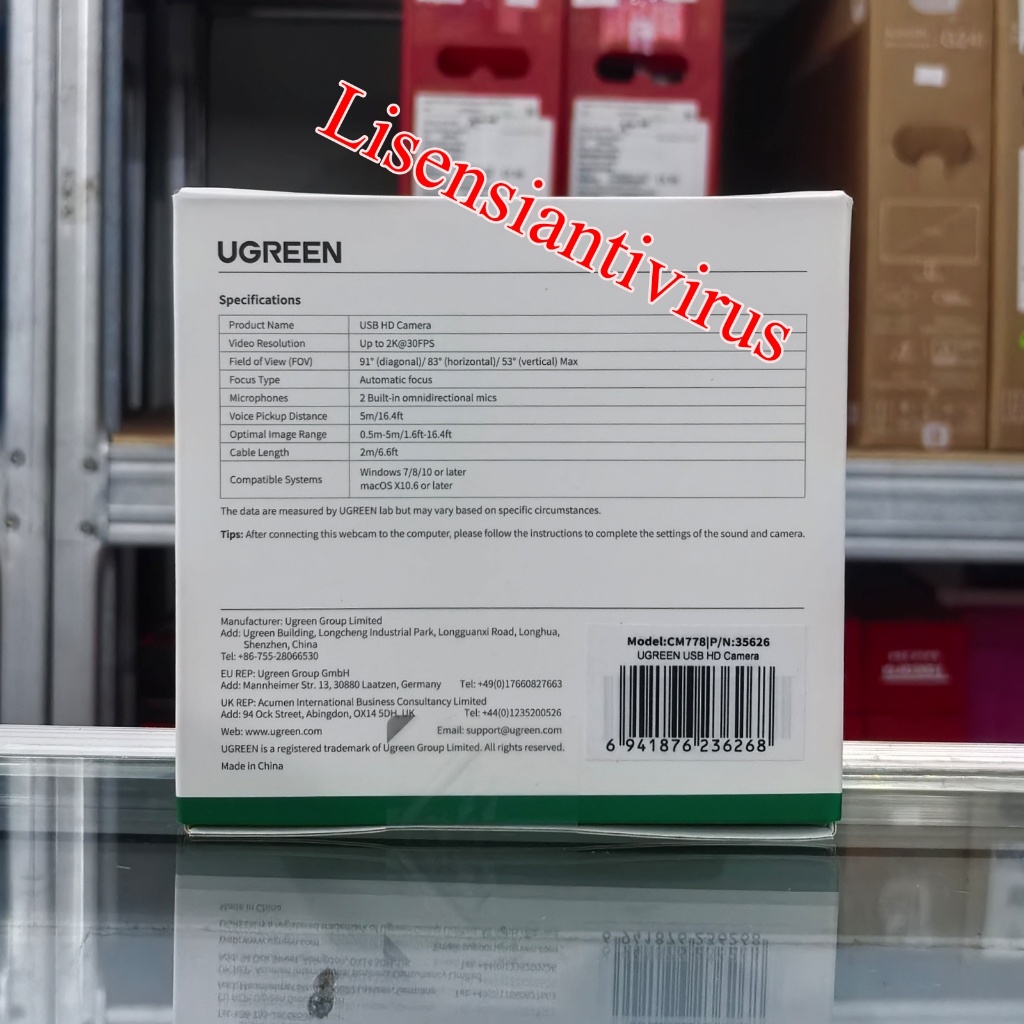 Lisensiantivirus
UGREEN
Specifications
Product Name USB HD Camera
Video Resolution Up to 2K@30FPS
Field of View (FOV) 91° (diagonal)/ 83° (horizontal)/ 53° (vertical) Max
Focus Type Automatic focus
Microphones 2 Built-in omnidirectional mics
Voice Pickup Distance 5m/16.4ft
Optimal Image Range 0.5m-5m/1.6ft-16.4ft
Cable Length 2m/6.6ft
Compatible Systems Windows 7/8/10 or later
macOS X10.6 or later
The data are measured by UGREEN lab but may vary based on specific circumstances.
Tips: After connecting this webcam to the computer, please follow the instructions to complete the settings of the sound and camera.
Manufacturer: Ugreen Group Limited
Add: Ugreen Building, Longcheng Industrial Park, Longguanxi Road, Longhua,
Shenzhen, China
Tel: +86-755-28066530
EU REP: Ugreen Group GmbH
Add: Mannheimer Str. 13, 30880 Laatzen, Germany Tel: +49(0)17660827663
UK REP: Acumen International Business Consultancy Limited
Add: 94 Ock Street, Abingdon, OX14 5DH, UK Tel: +44(0)1235200526
Web: www.ugreen.com Email: support@ugreen.com
UGREEN is a registered trademark of Ugreen Group Limited. All rights reserved.
Made in China
Model:CM778|P/N:35626
UGREEN USB HD Camera
6 941876 236268